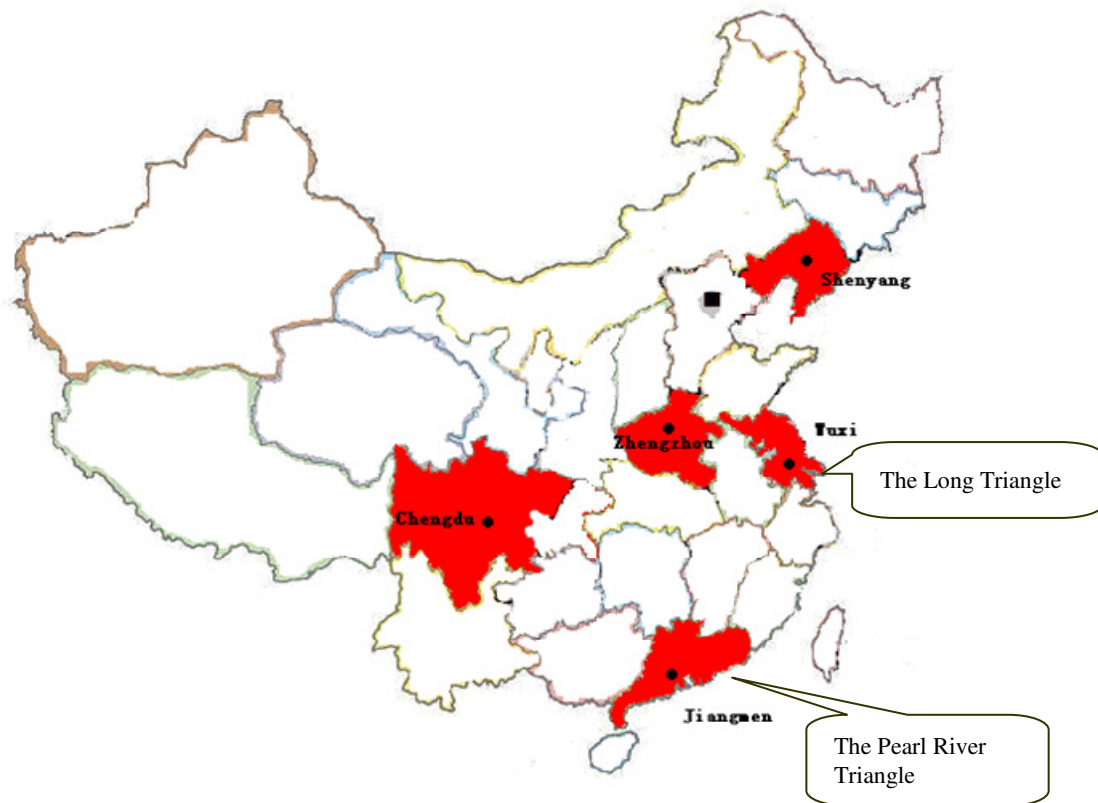 Shenyang
Wuxi
Zhengzhou
The Long Triangle
Chengdu
Jiangmen
The Pearl River
Triangle